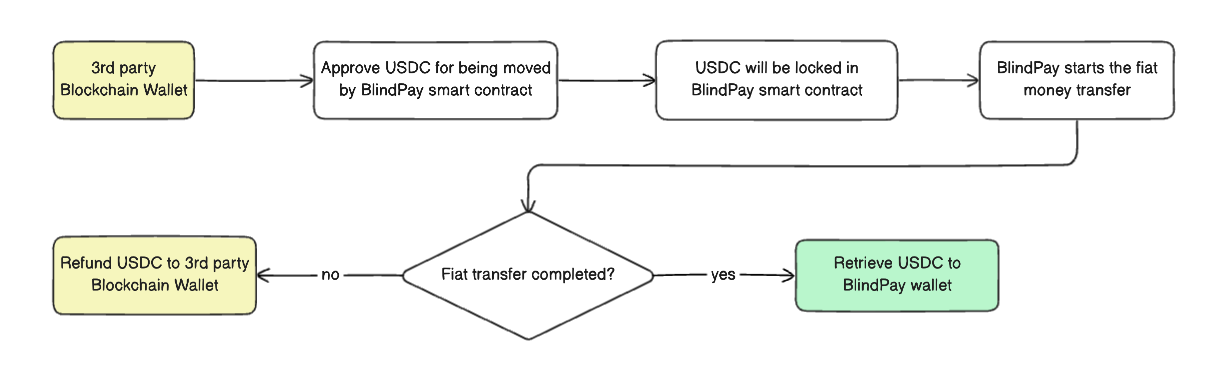 3rd party
Blockchain Wallet
Approve USDC for being moved
by BlindPay smart contract
USDC will be locked in
BlindPay smart contract
BlindPay starts the fiat
money transfer
Refund USDC to 3rd party
Blockchain Wallet
no
Fiat transfer completed?
yes
Retrieve USDC to
BlindPay wallet